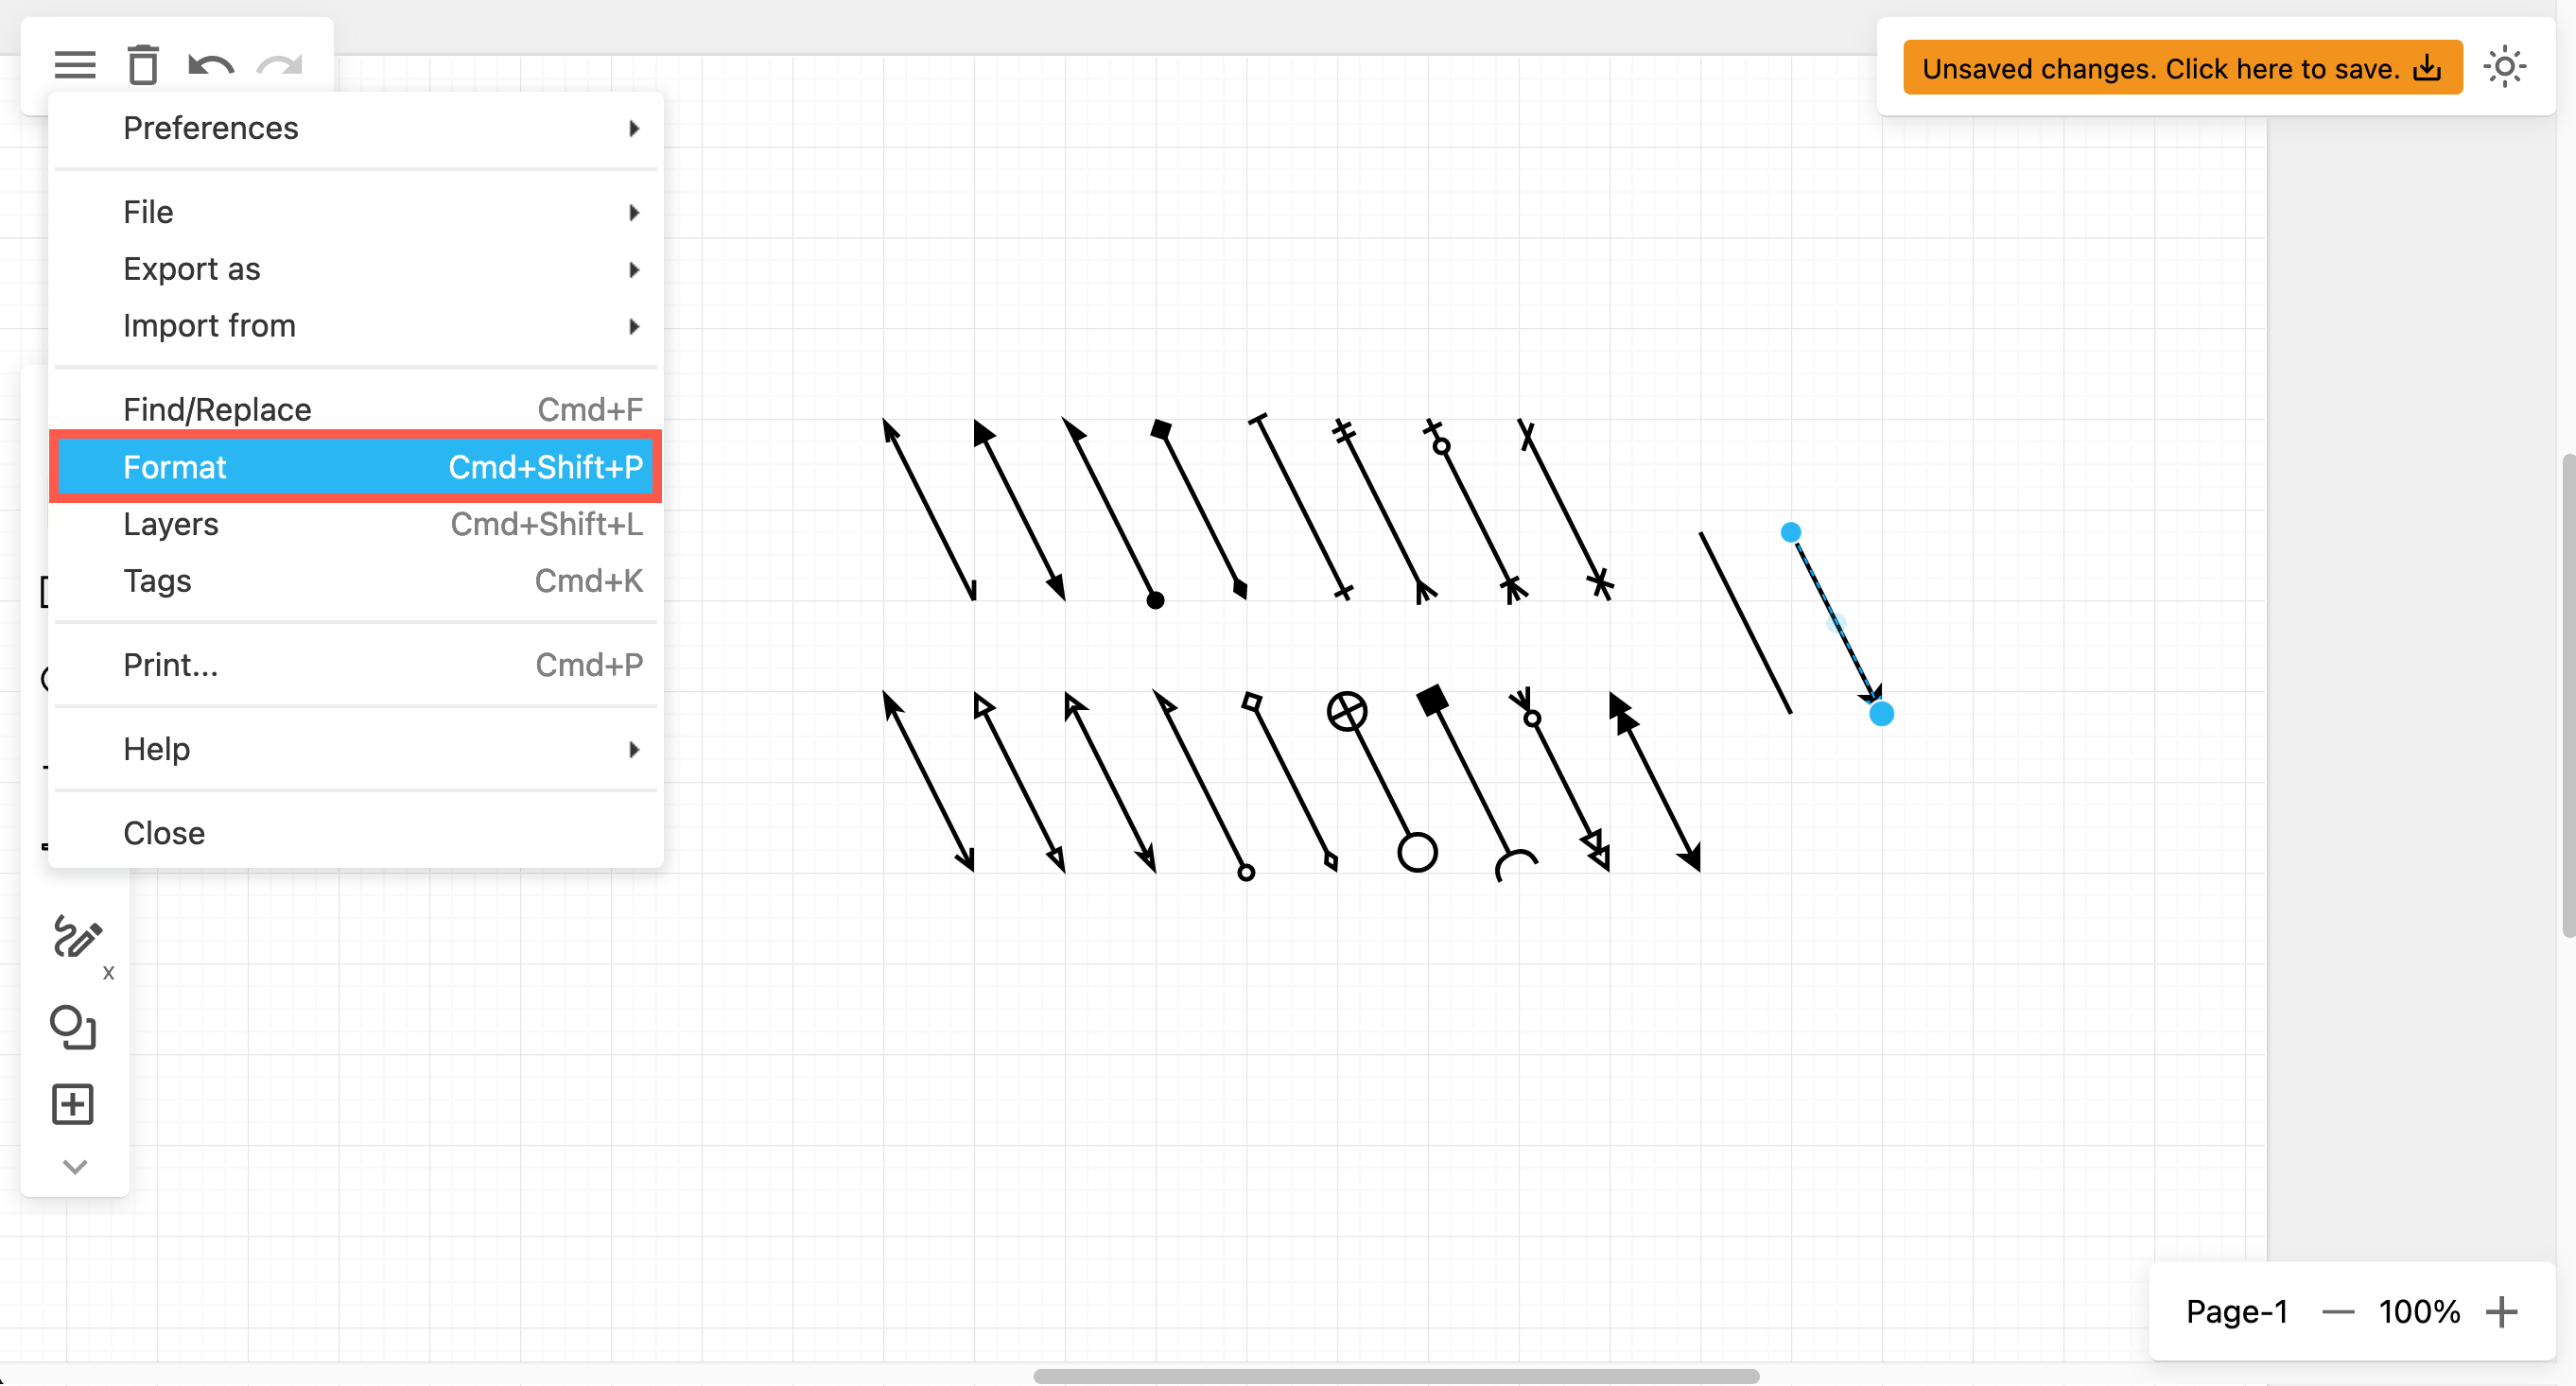 Unsaved changes. Click here to save.
Preferences
File
Export as
Import from
Find/Replace Cmd+F
Format Cmd+Shift+P
Layers Cmd+Shift+L
Tags Cmd+K
Print... Cmd+P
Help
Close
x
Page-1 100%